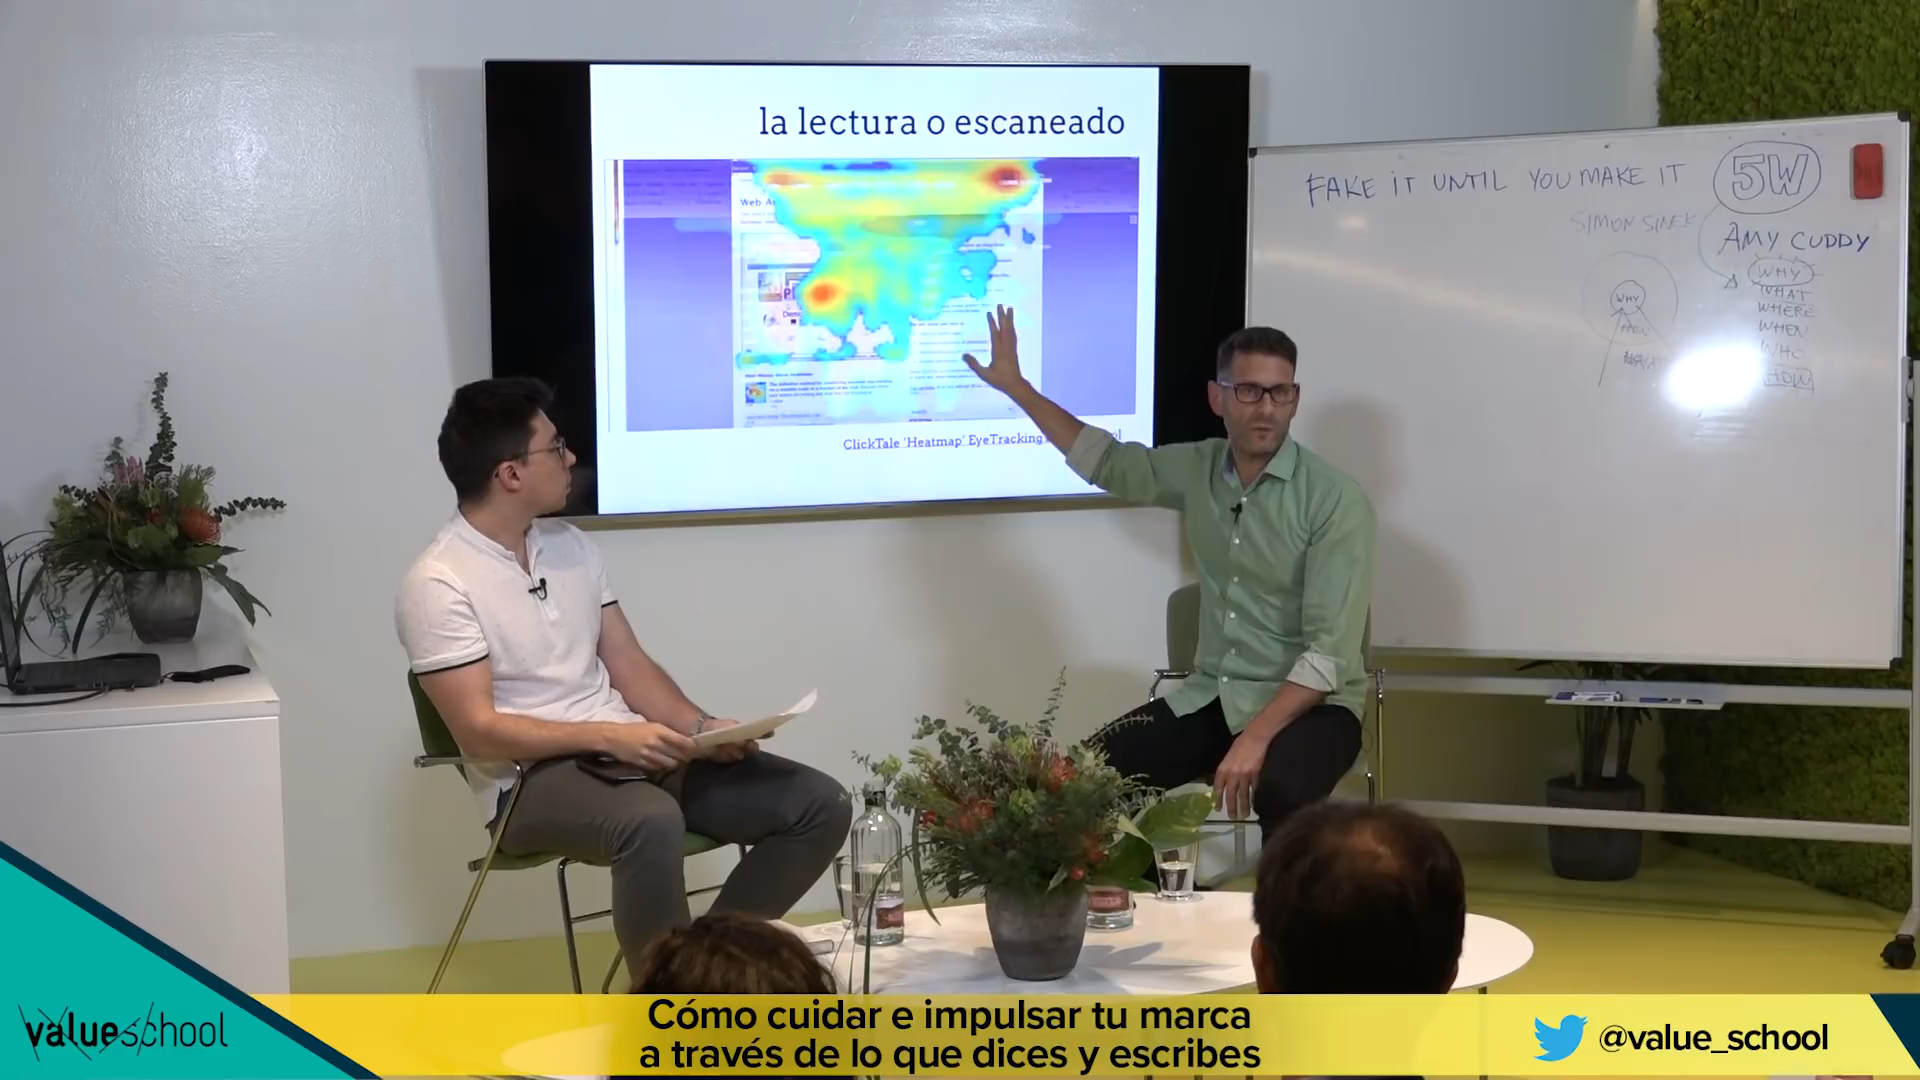 la lectura o escaneado
Web
ClickTale 'Heatmap' EyeTracking
FAKE IT UNTIL YOU MAKE IT
5W
SIMON SINEK
AMY CUDDY
WHY
WHAT
WHERE
WHEN
WHO
HOW
WHY
HOW
valueschool
Cómo cuidar e impulsar tu marca
a través de lo que dices y escribes
@value_school